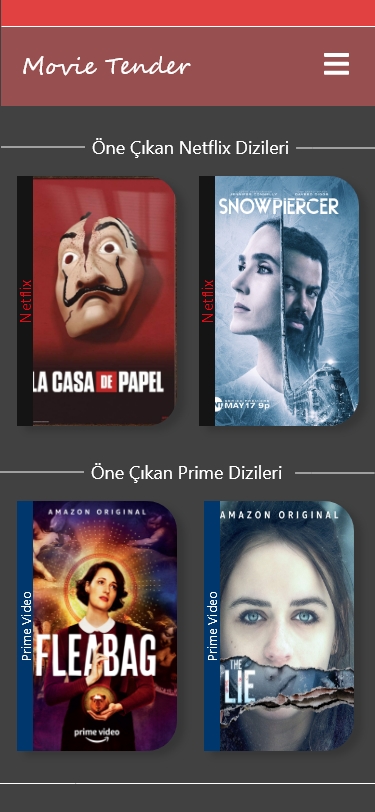 Movie Tender
Öne Çıkan Netflix Dizileri
Netflix
LA CASA DE PAPEL
Netflix
SNOWPIERCER
MAY 17 9p
Öne Çıkan Prime Dizileri
Prime Video
AMAZON ORIGINAL
FLEABAG
prime video
Prime Video
AMAZON ORIGINAL
THE
LIE